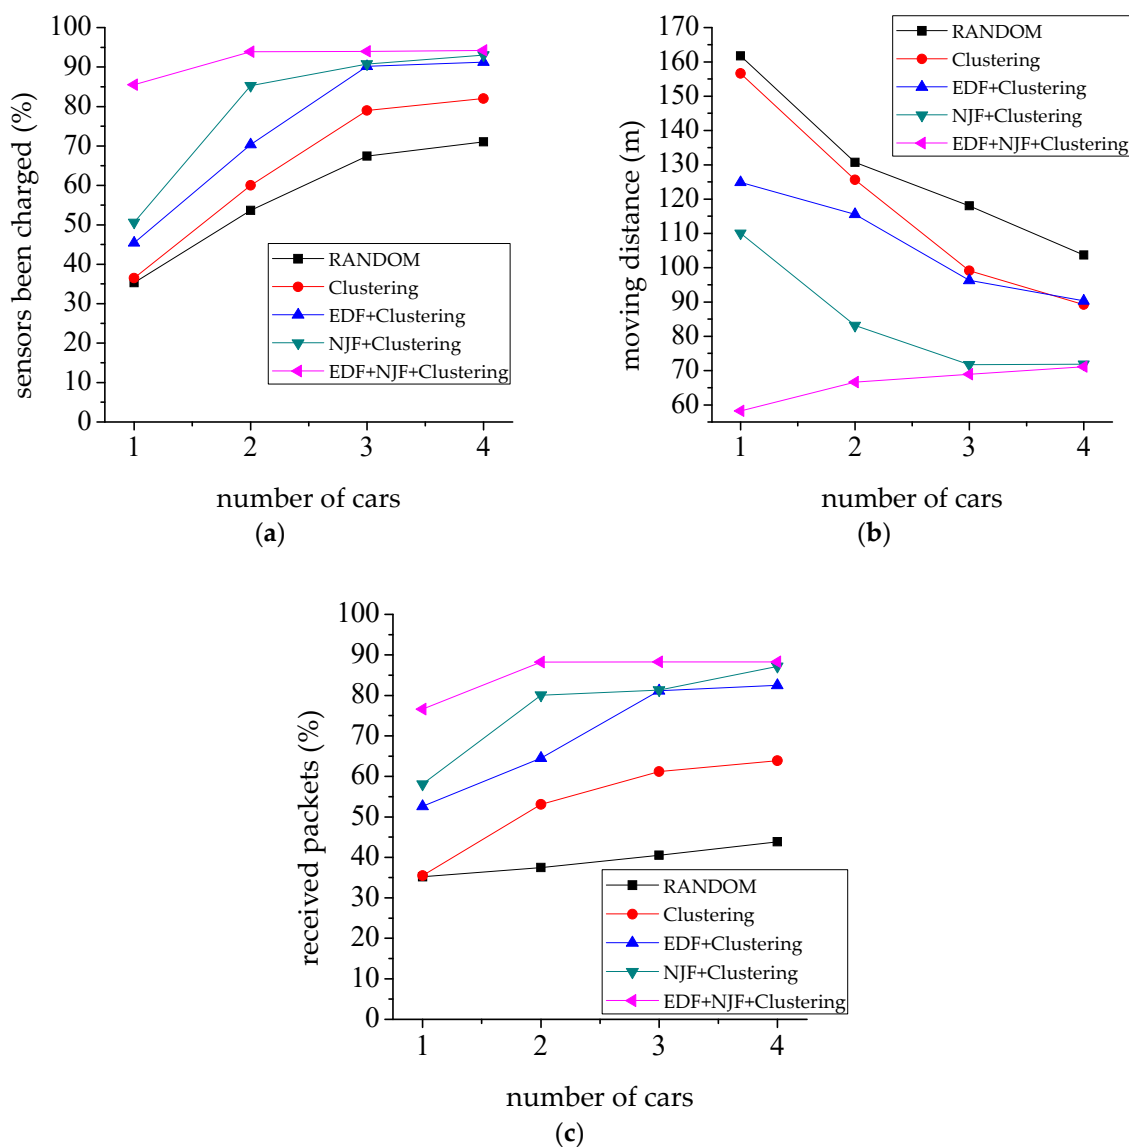 100
90
80
70
60
50
40
30
20
10
0
sensors been charged (%)
RANDOM
Clustering
EDF+Clustering
NJF+Clustering
EDF+NJF+Clustering
1 2 3 4
number of cars
(a)
170
160
150
140
130
120
110
100
90
80
70
60
moving distance (m)
RANDOM
Clustering
EDF+Clustering
NJF+Clustering
EDF+NJF+Clustering
1 2 3 4
number of cars
(b)
100
90
80
70
60
50
40
30
20
10
0
received packets (%)
RANDOM
Clustering
EDF+Clustering
NJF+Clustering
EDF+NJF+Clustering
1 2 3 4
number of cars
(c)